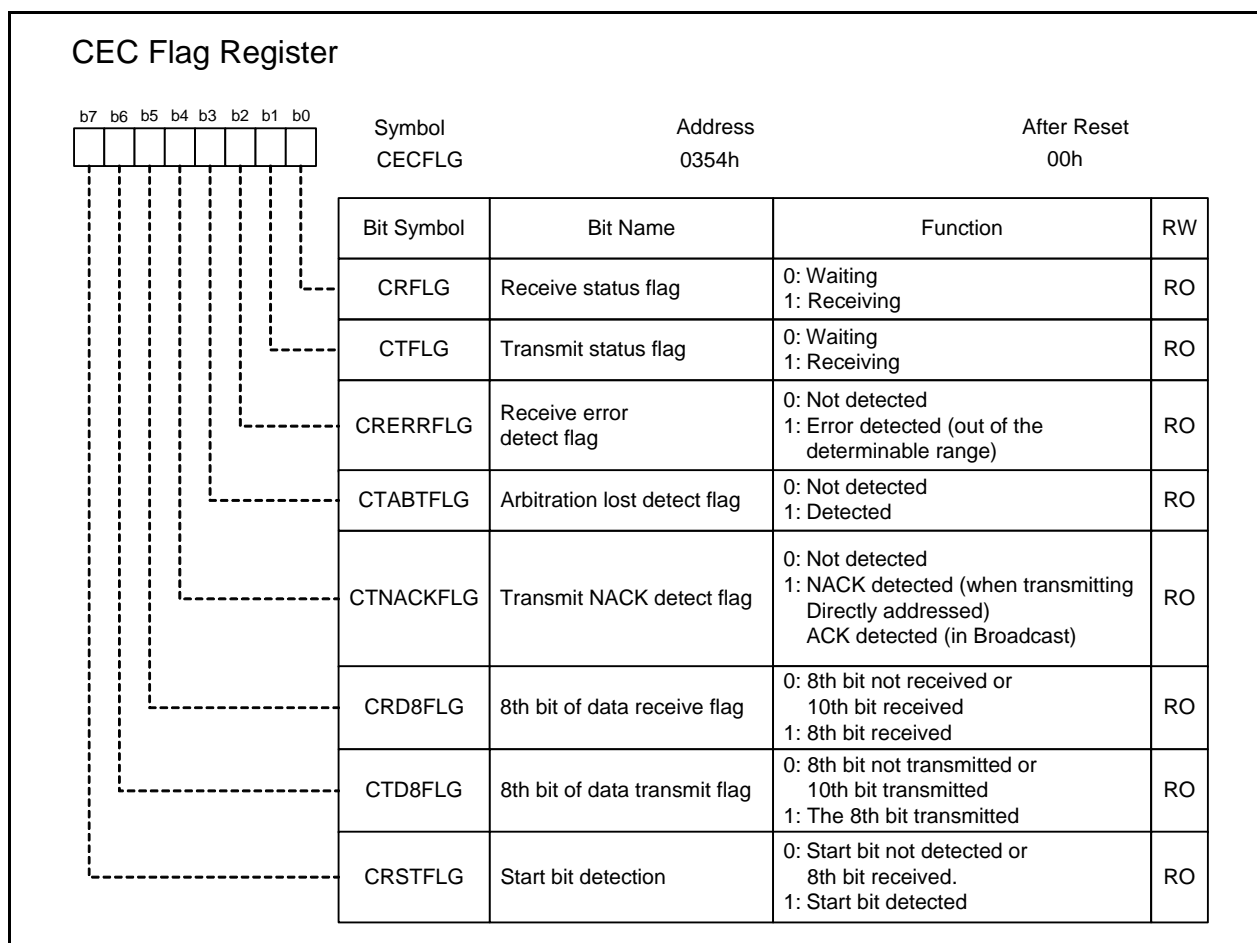 CEC Flag Register
b7 b6 b5 b4 b3 b2 b1 b0
Symbol Address After Reset
CECFLG 0354h 00h
Bit Symbol Bit Name Function RW
CRFLG Receive status flag 0: Waiting
1: Receiving RO
CTFLG Transmit status flag 0: Waiting
1: Receiving RO
CRERRFLG Receive error
detect flag 0: Not detected
1: Error detected (out of the
determinable range) RO
CTABTFLG Arbitration lost detect flag 0: Not detected
1: Detected RO
CTNACKFLG Transmit NACK detect flag 0: Not detected
1: NACK detected (when transmitting
Directly addressed)
ACK detected (in Broadcast) RO
CRD8FLG 8th bit of data receive flag 0: 8th bit not received or
10th bit received
1: 8th bit received RO
CTD8FLG 8th bit of data transmit flag 0: 8th bit not transmitted or
10th bit transmitted
1: The 8th bit transmitted RO
CRSTFLG Start bit detection 0: Start bit not detected or
8th bit received.
1: Start bit detected RO